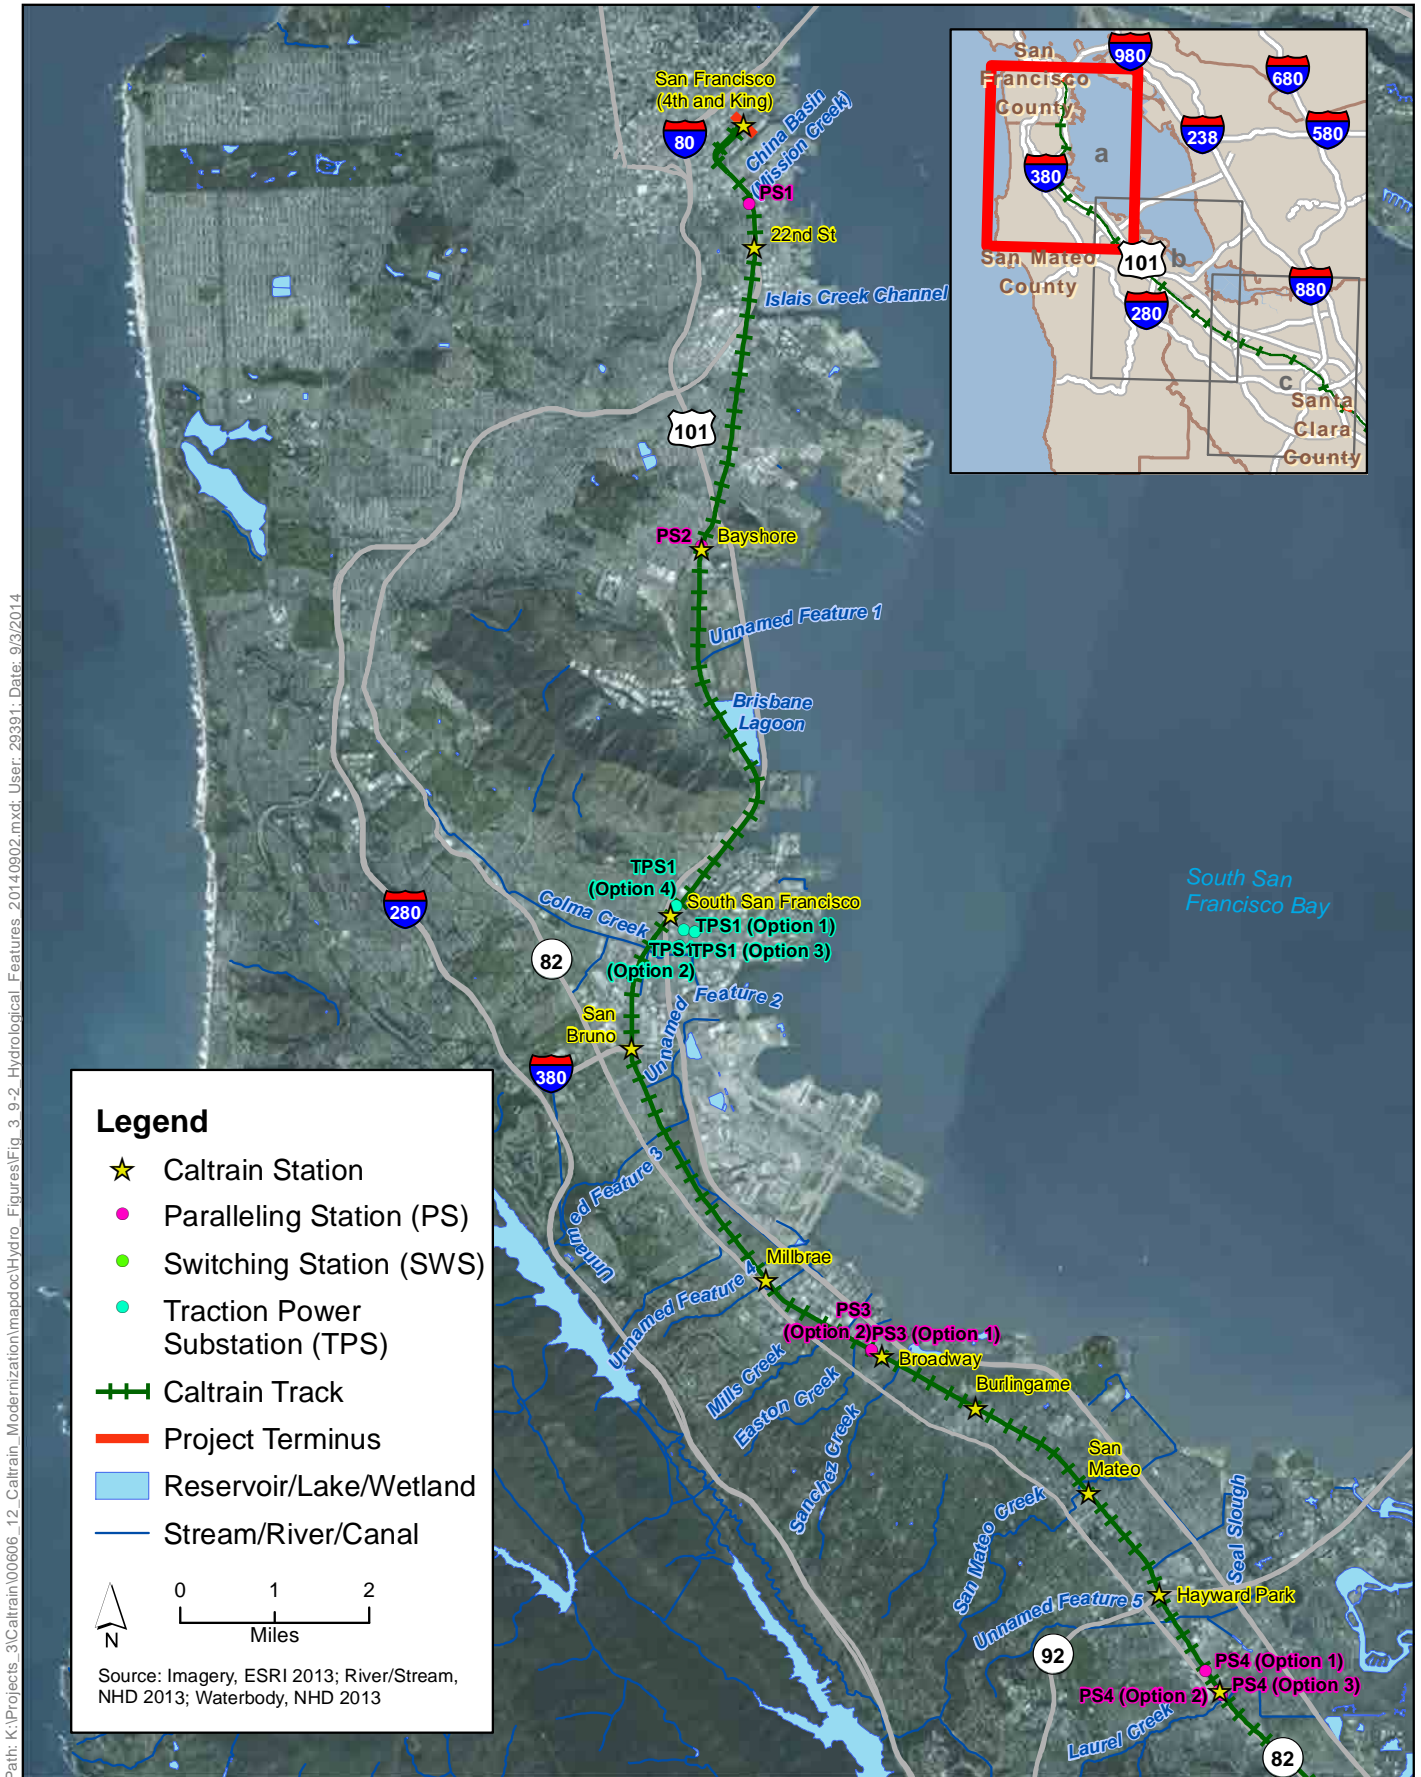 San Francisco
(4th and King)
80
China Basin
(Mission Creek)
PS1
22nd St
Islais Creek Channel
101
PS2
Bayshore
Unnamed Feature 1
Brisbane
Lagoon
TPS1
(Option 4)
South San Francisco
Colma Creek
TPS1 (Option 1)
TPS1
(Option 2)
TPS1 (Option 3)
280
82
South San
Francisco Bay
Unnamed Feature 2
San
Bruno
380
Unnamed Feature 3
Millbrae
Unnamed Feature 4
PS3
(Option 2)
PS3 (Option 1)
Broadway
Mills Creek
Easton Creek
Burlingame
Sanchez Creek
San
Mateo
San Mateo Creek
Seal Slough
Hayward Park
Unnamed Feature 5
92
PS4 (Option 1)
PS4 (Option 2)
PS4 (Option 3)
Laurel Creek
82
San
Francisco
County
980
680
238
580
a
380
San Mateo
County
101
b
280
880
c
Santa
Clara
County
Legend
Caltrain Station
Paralleling Station (PS)
Switching Station (SWS)
Traction Power
Substation (TPS)
Caltrain Track
Project Terminus
Reservoir/Lake/Wetland
Stream/River/Canal
0 1 2
Miles
N
Source: Imagery, ESRI 2013; River/Stream,
NHD 2013; Waterbody, NHD 2013
Path: K:\Projects_3\Caltrain\00606_12_Caltrain_Modernization\mapdoc\Hydro_Figures\Fig_3_9-2_Hydrological_Features_20140902.mxd; User: 29391; Date: 9/3/2014